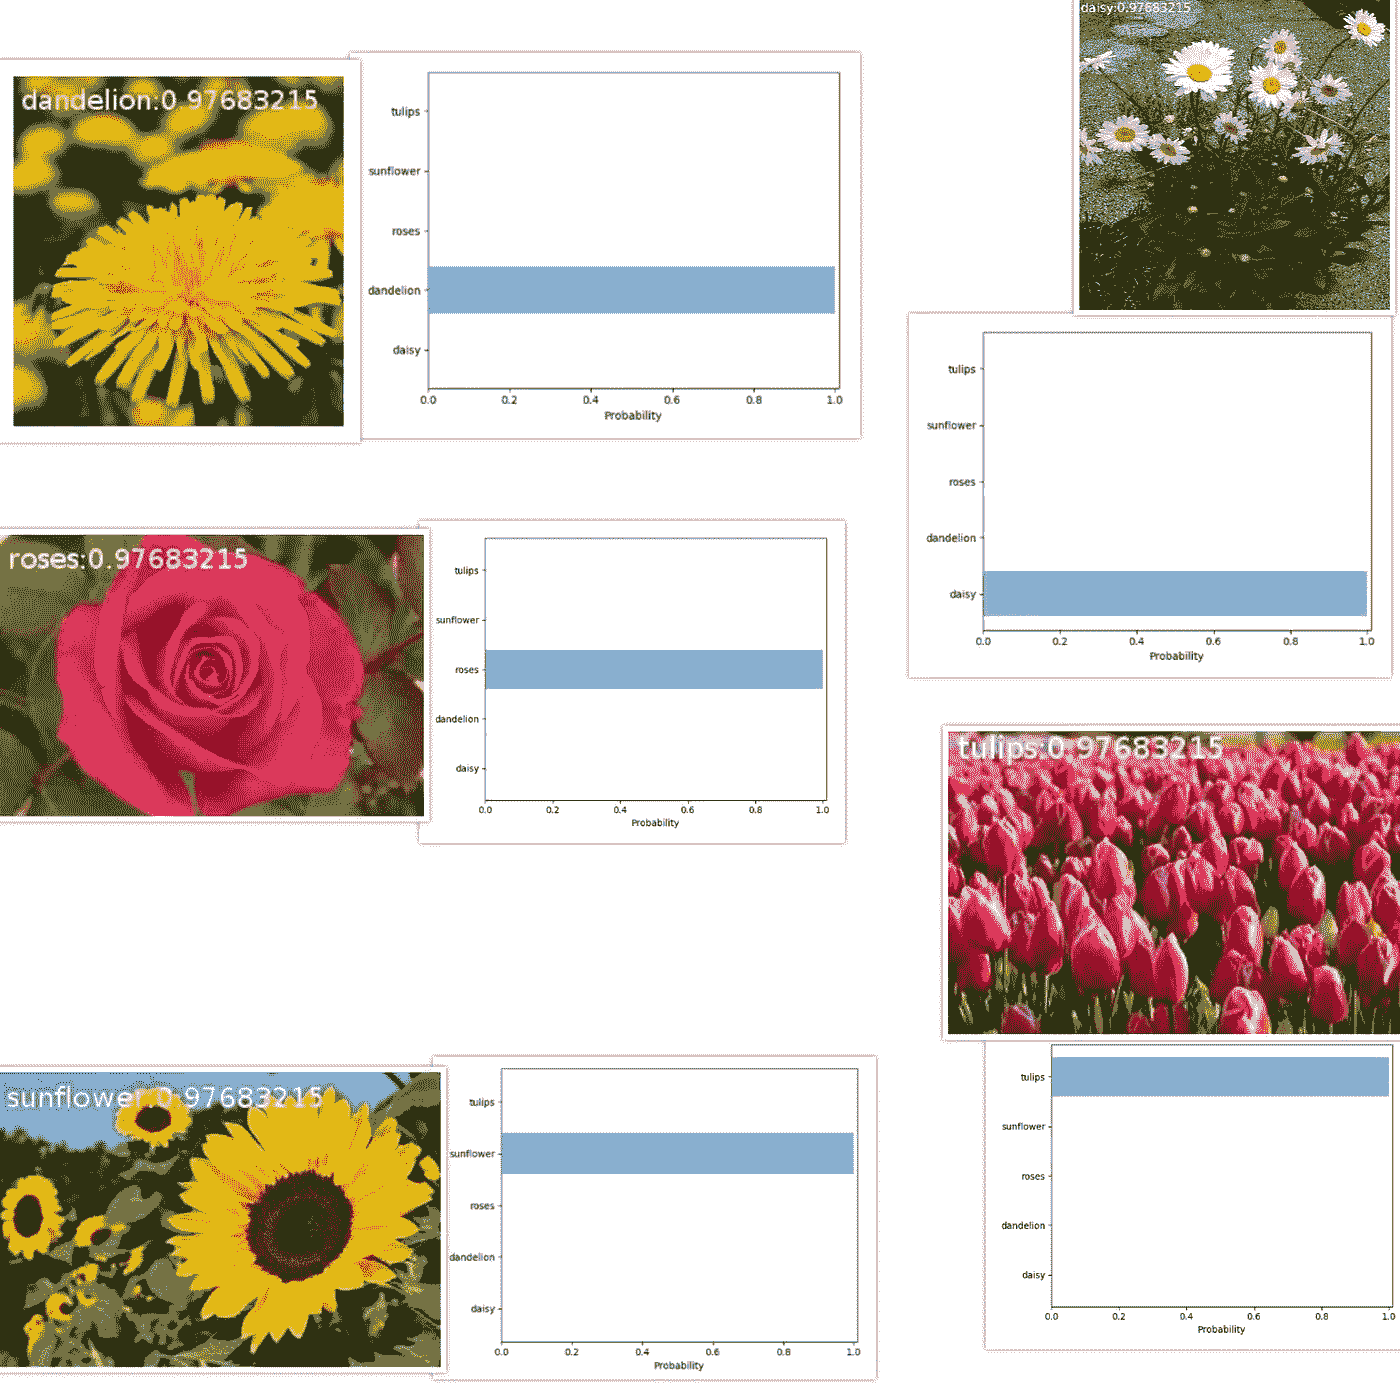 dandelion:0.97683215
tulips
sunflower
roses
dandelion
daisy
0.0 0.2 0.4 0.6 0.8 1.0
Probability
daisy:0.97683215
tulips
sunflower
roses
dandelion
daisy
0.0 0.2 0.4 0.6 0.8 1.0
Probability
roses:0.97683215
tulips
sunflower
roses
dandelion
daisy
0.0 0.2 0.4 0.6 0.8 1.0
Probability
tulips:0.97683215
tulips
sunflower
roses
dandelion
daisy
0.0 0.2 0.4 0.6 0.8 1.0
Probability
sunflower:0.97683215
tulips
sunflower
roses
dandelion
daisy
0.0 0.2 0.4 0.6 0.8 1.0
Probability